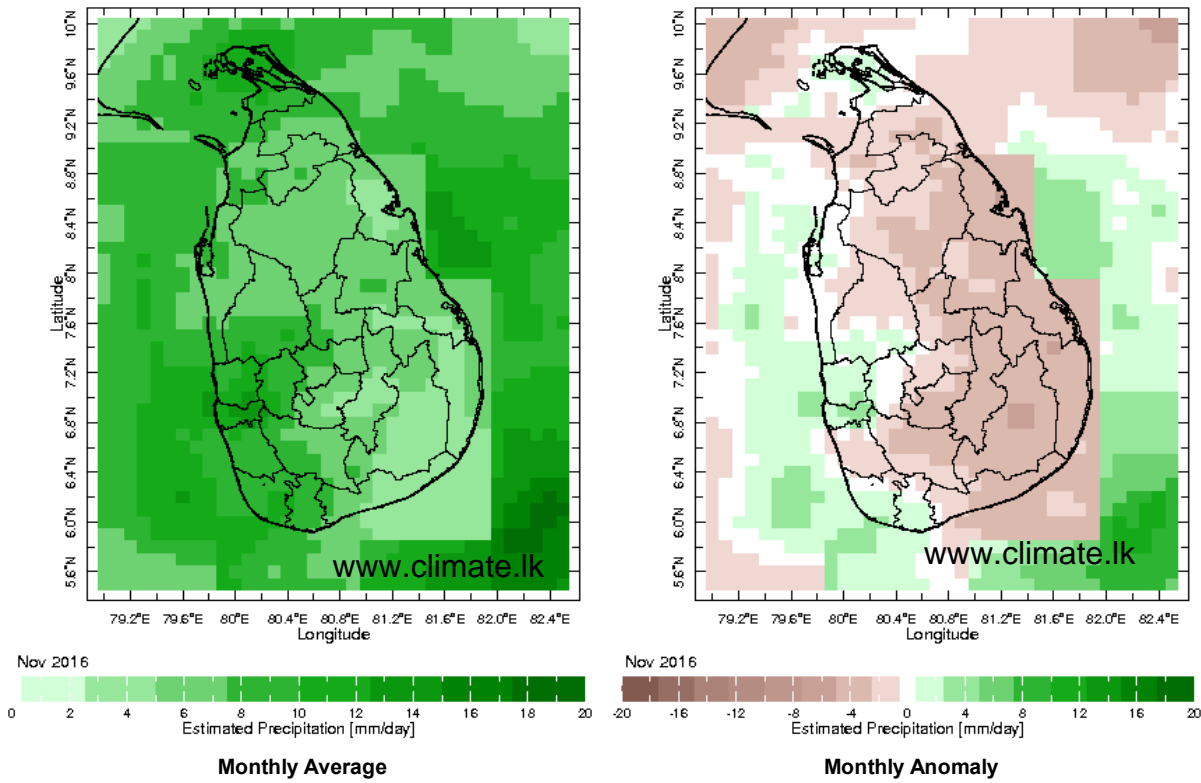 10°N
9.6°N
9.2°N
8.8°N
8.4°N
8°N
7.6°N
7.2°N
6.8°N
6.4°N
6.0°N
5.6°N
Latitude
www.climate.lk
79.2°E 79.6°E 80°E 80.4°E 80.8°E 81.2°E 81.6°E 82.0°E 82.4°E
Longitude
Nov 2016
0 2 4 6 8 10 12 14 16 18 20
Estimated Precipitation [mm/day]
Monthly Average
10°N
9.6°N
9.2°N
8.8°N
8.4°N
8°N
7.6°N
7.2°N
6.8°N
6.4°N
6.0°N
5.6°N
Latitude
www.climate.lk
79.2°E 79.6°E 80°E 80.4°E 80.8°E 81.2°E 81.6°E 82.0°E 82.4°E
Longitude
Nov 2016
-20 -16 -12 -8 -4 0 4 8 12 16 20
Estimated Precipitation [mm/day]
Monthly Anomaly